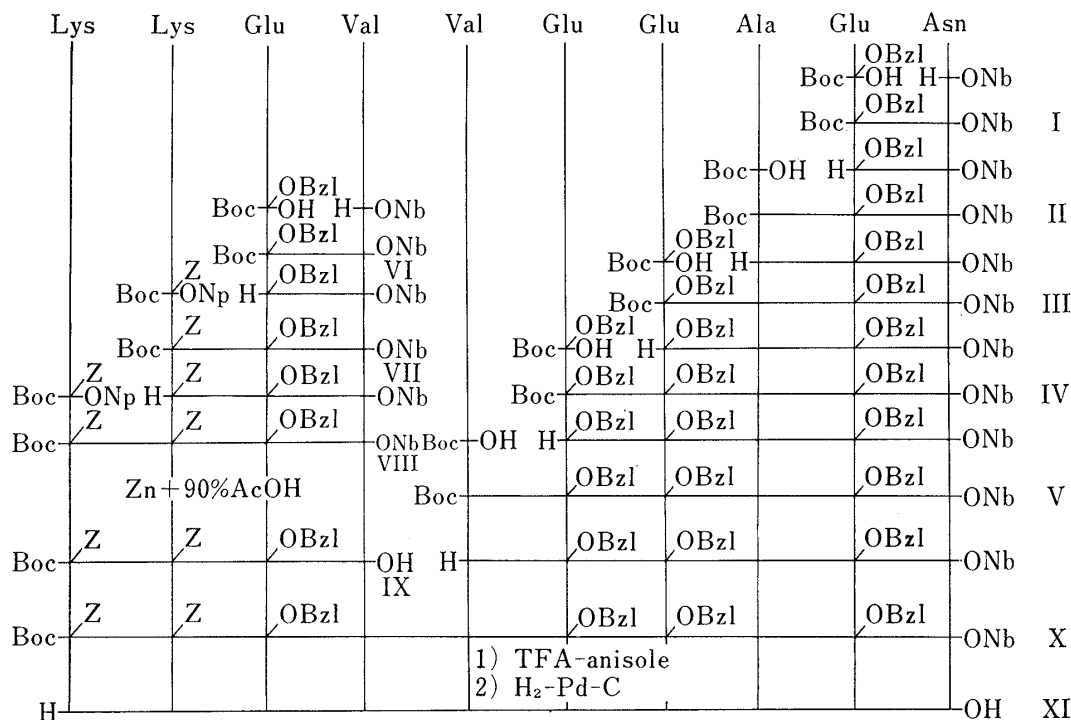 Lys Lys Glu Val Val Glu Glu Ala Glu Asn
OBzl
Boc OH H ONb
OBzl
Boc ONb I
OBzl
Boc OH H ONb
OBzl OBzl
Boc OH H ONb Boc ONb II
OBzl OBzl OBzl
Boc ONb Boc OH H ONb
Z VI
OBzl OBzl OBzl
Boc ONp H ONb Boc ONb III
Z OBzl OBzl OBzl OBzl
Boc ONb Boc OH H ONb
VII
Z Z OBzl OBzl OBzl OBzl
Boc ONp H ONb Boc ONb IV
Z Z OBzl OBzl OBzl OBzl
Boc ONb Boc OH H ONb
VIII
Zn+90%AcOH
OBzl OBzl OBzl
Boc ONb V
Z Z OBzl OBzl OBzl OBzl
Boc OH H ONb
IX
Z Z OBzl OBzl OBzl OBzl
Boc ONb X
1) TFA-anisole
2) H₂-Pd-C
H OH XI